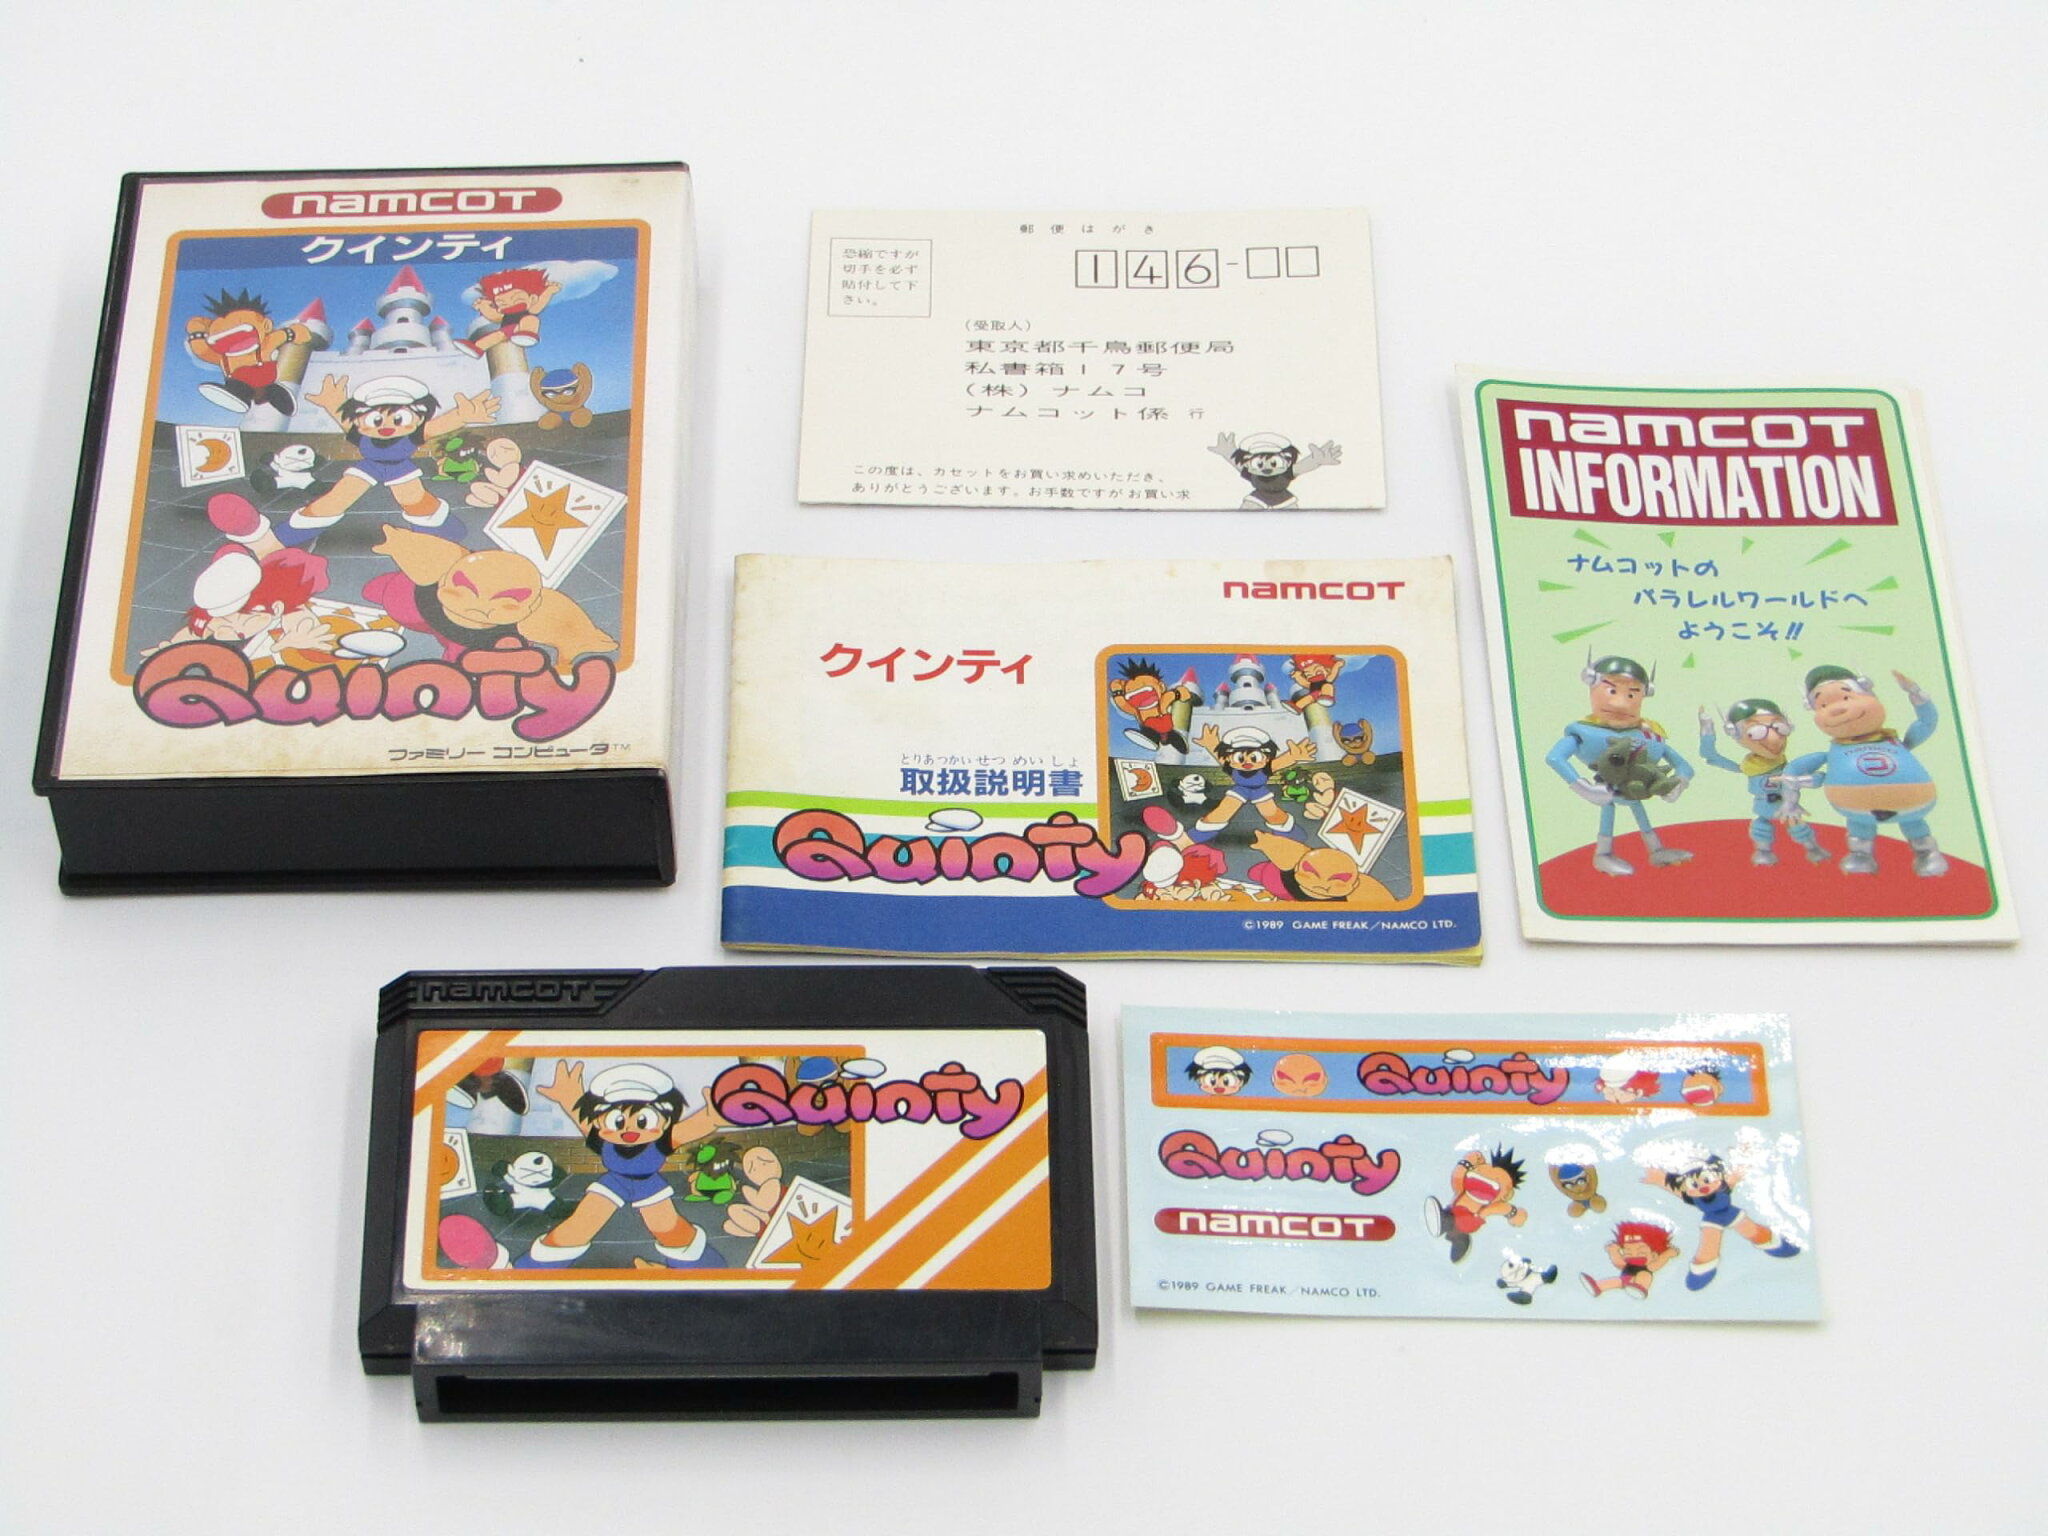 namcot
クインティ
Quinty
ファミリー コンピュータ™
郵便はがき
恐縮ですが
切手を必ず
貼付して下
さい。
146-□□
(受取人)
東京都千鳥郵便局
私書箱17号
(株)ナムコ
ナムコット係 行
この度は、カセットをお買い求めいただき、
ありがとうございます。お手数ですがお買い求
namcot
クインティ
とりあつかいせつめいしょ
取扱説明書
Quinty
©1989 GAME FREAK/NAMCO LTD.
namcot
INFORMATION
ナムコットの
パラレルワールドへ
ようこそ!!
namcot
Quinty
Quinty
Quinty
namcot
©1989 GAME FREAK/NAMCO LTD.